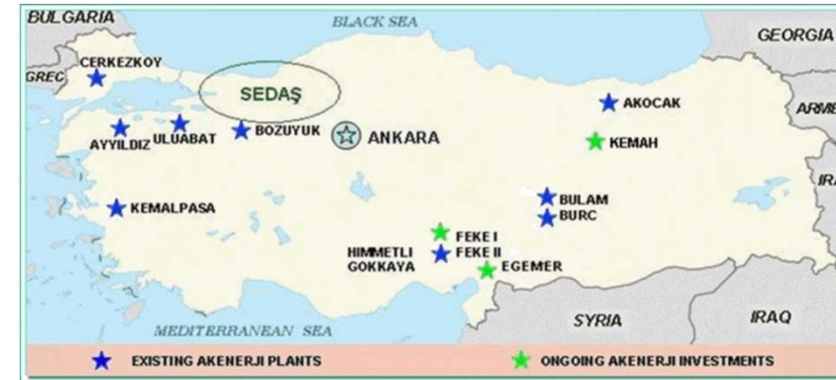 BULGARIA
BLACK SEA
GEORGIA
CERKEZKOY
GREC
SEDAŞ
AKOCAK
ARME
AYYILDIZ
ULUABAT
BOZUYUK
ANKARA
KEMAH
IRA
KEMALPASA
BULAM
BURC
FEKE I
HIMMETLI
FEKE II
GOKKAYA
EGEMER
SYRIA
IRAQ
MEDITERRANEAN SEA
EXISTING AKENERJI PLANTS
ONGOING AKENERJI INVESTMENTS